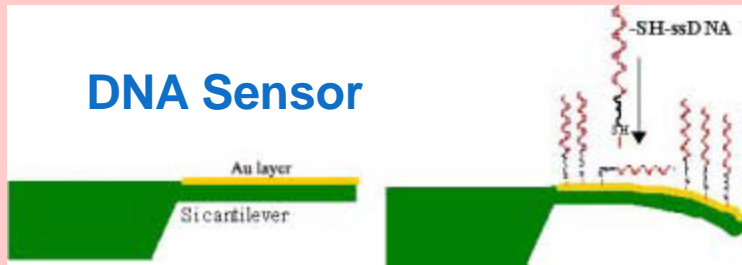 -SH-ssDNA
DNA Sensor
SH
Au layer
Si cantilever